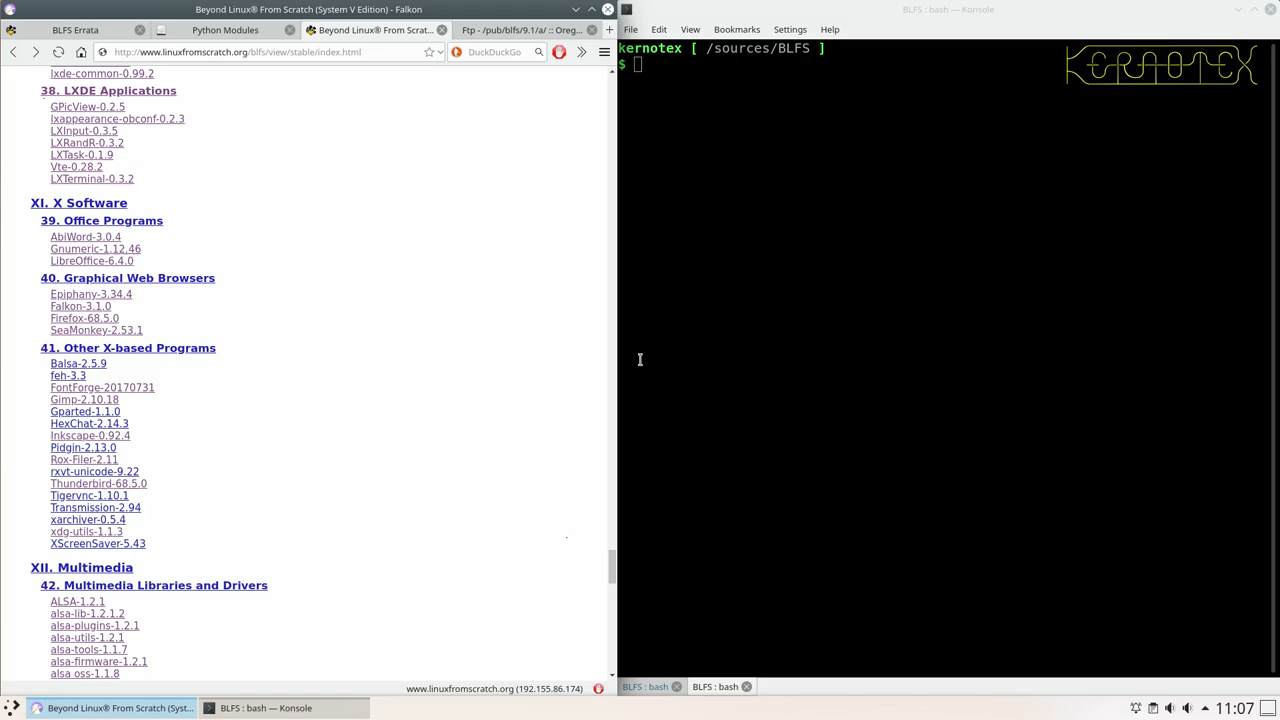 Beyond Linux® From Scratch (System V Edition) - Falkon
BLFS : bash — Konsole
BLFS Errata
Python Modules
Beyond Linux® From Scrat...
Ftp - /pub/blfs/9.1/a/ :: Oreg...
http://www.linuxfromscratch.org/blfs/view/stable/index.html
DuckDuckGo
File Edit View Bookmarks Settings Help
lxde-common-0.99.2
38. LXDE Applications
GPicView-0.2.5
lxappearance-obconf-0.2.3
LXInput-0.3.5
LXRandR-0.3.2
LXTask-0.1.9
Vte-0.28.2
LXTerminal-0.3.2
XI. X Software
39. Office Programs
AbiWord-3.0.4
Gnumeric-1.12.46
LibreOffice-6.4.0
40. Graphical Web Browsers
Epiphany-3.34.4
Falkon-3.1.0
Firefox-68.5.0
SeaMonkey-2.53.1
41. Other X-based Programs
Balsa-2.5.9
feh-3.3
FontForge-20170731
Gimp-2.10.18
Gparted-1.1.0
HexChat-2.14.3
Inkscape-0.92.4
Pidgin-2.13.0
Rox-Filer-2.11
rxvt-unicode-9.22
Thunderbird-68.5.0
Tigervnc-1.10.1
Transmission-2.94
xarchiver-0.5.4
xdg-utils-1.1.3
XScreenSaver-5.43
XII. Multimedia
42. Multimedia Libraries and Drivers
ALSA-1.2.1
alsa-lib-1.2.1.2
alsa-plugins-1.2.1
alsa-utils-1.2.1
alsa-tools-1.1.7
alsa-firmware-1.2.1
alsa oss-1.1.8
www.linuxfromscratch.org (192.155.86.174)
kernotex [ /sources/BLFS ]
$
KERNOTEX
BLFS : bash
BLFS : bash
Beyond Linux® From Scratch (Syst...
BLFS : bash — Konsole
11:07